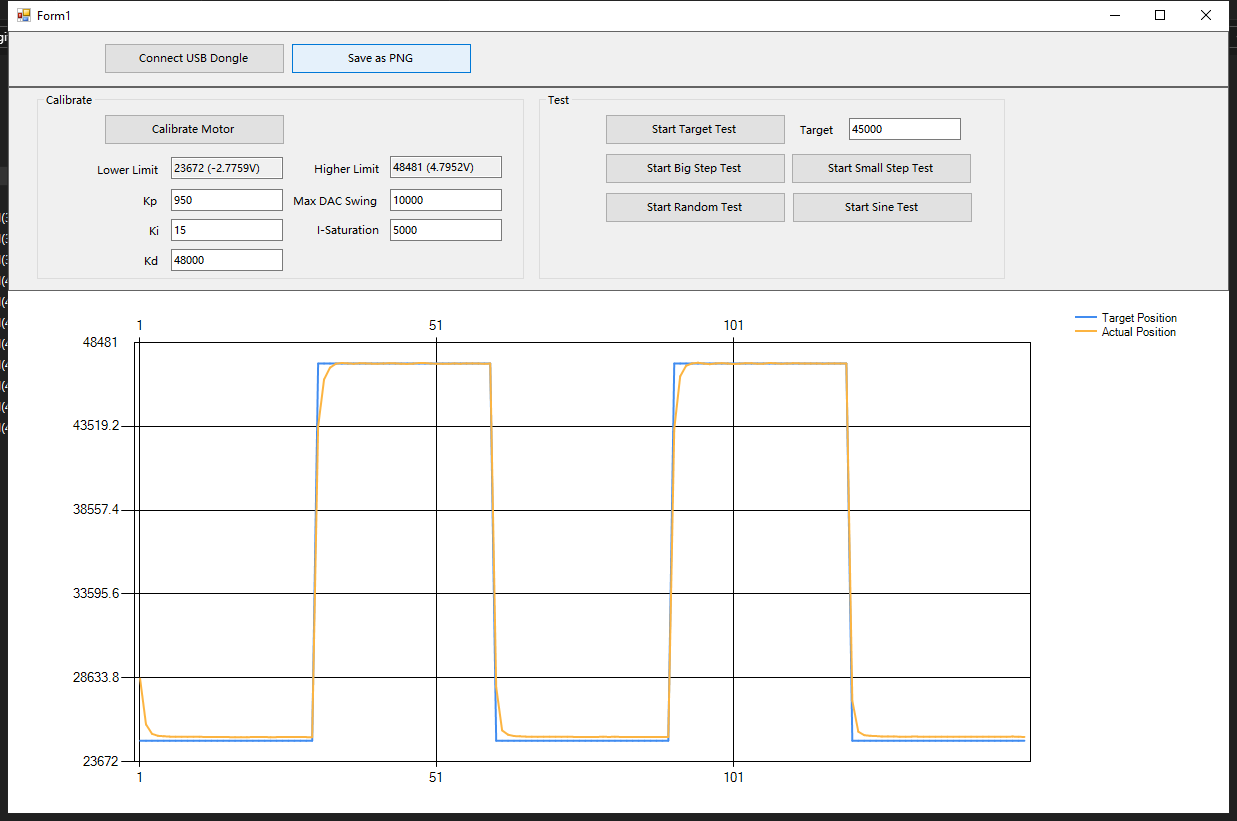 Form1
Connect USB Dongle Save as PNG
Calibrate Test
Calibrate Motor Start Target Test Target 45000
Lower Limit 23672 (-2.7759V) Higher Limit 48481 (4.7952V) Start Big Step Test Start Small Step Test
Kp 950 Max DAC Swing 10000 Start Random Test Start Sine Test
Ki 15 I-Saturation 5000
Kd 48000
Target Position
Actual Position
1 51 101
48481
43519.2
38557.4
33595.6
28633.8
23672
1 51 101